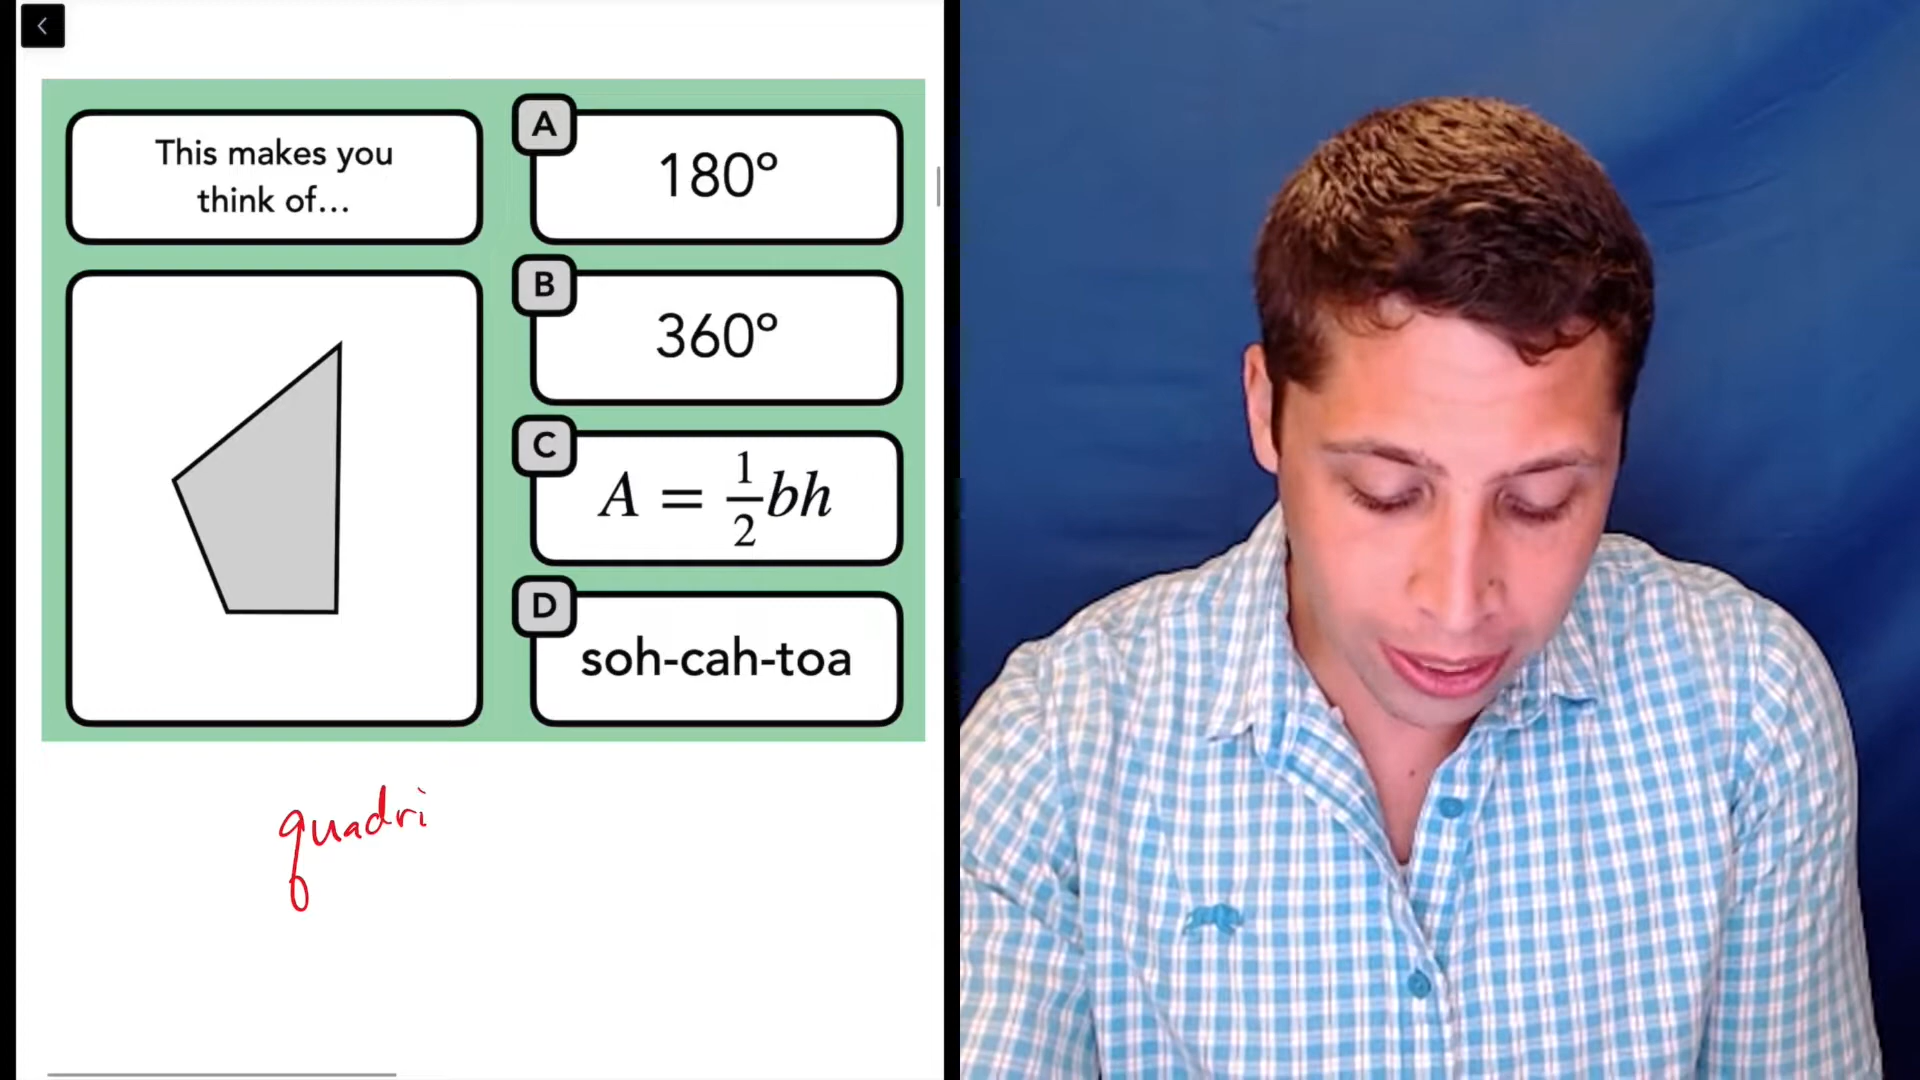 This makes you
think of...
A
180°
B
360°
C
A = 1/2 bh
D
soh-cah-toa
quadri